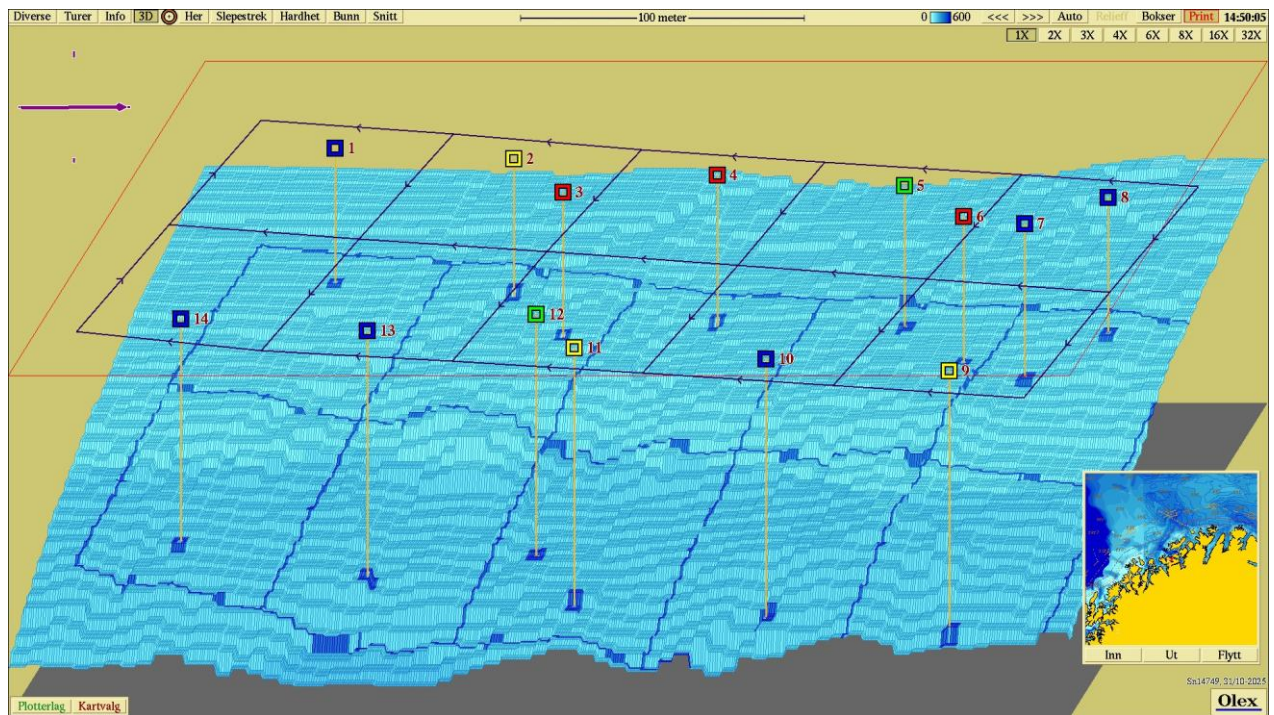 Diverse Turer Info 3D Her Slepestrek Hardhet Bunn Snitt 100 meter 0 600 <<< >>> Auto Relieff Bokser Print 14:50:05
1X 2X 3X 4X 6X 8X 16X 32X
1
2
3
4
5
6
7
8
14
13
12
11
10
9
Inn Ut Flytt
Sn14749, 31/10-2025
Plotterlag Kartvalg
Olex